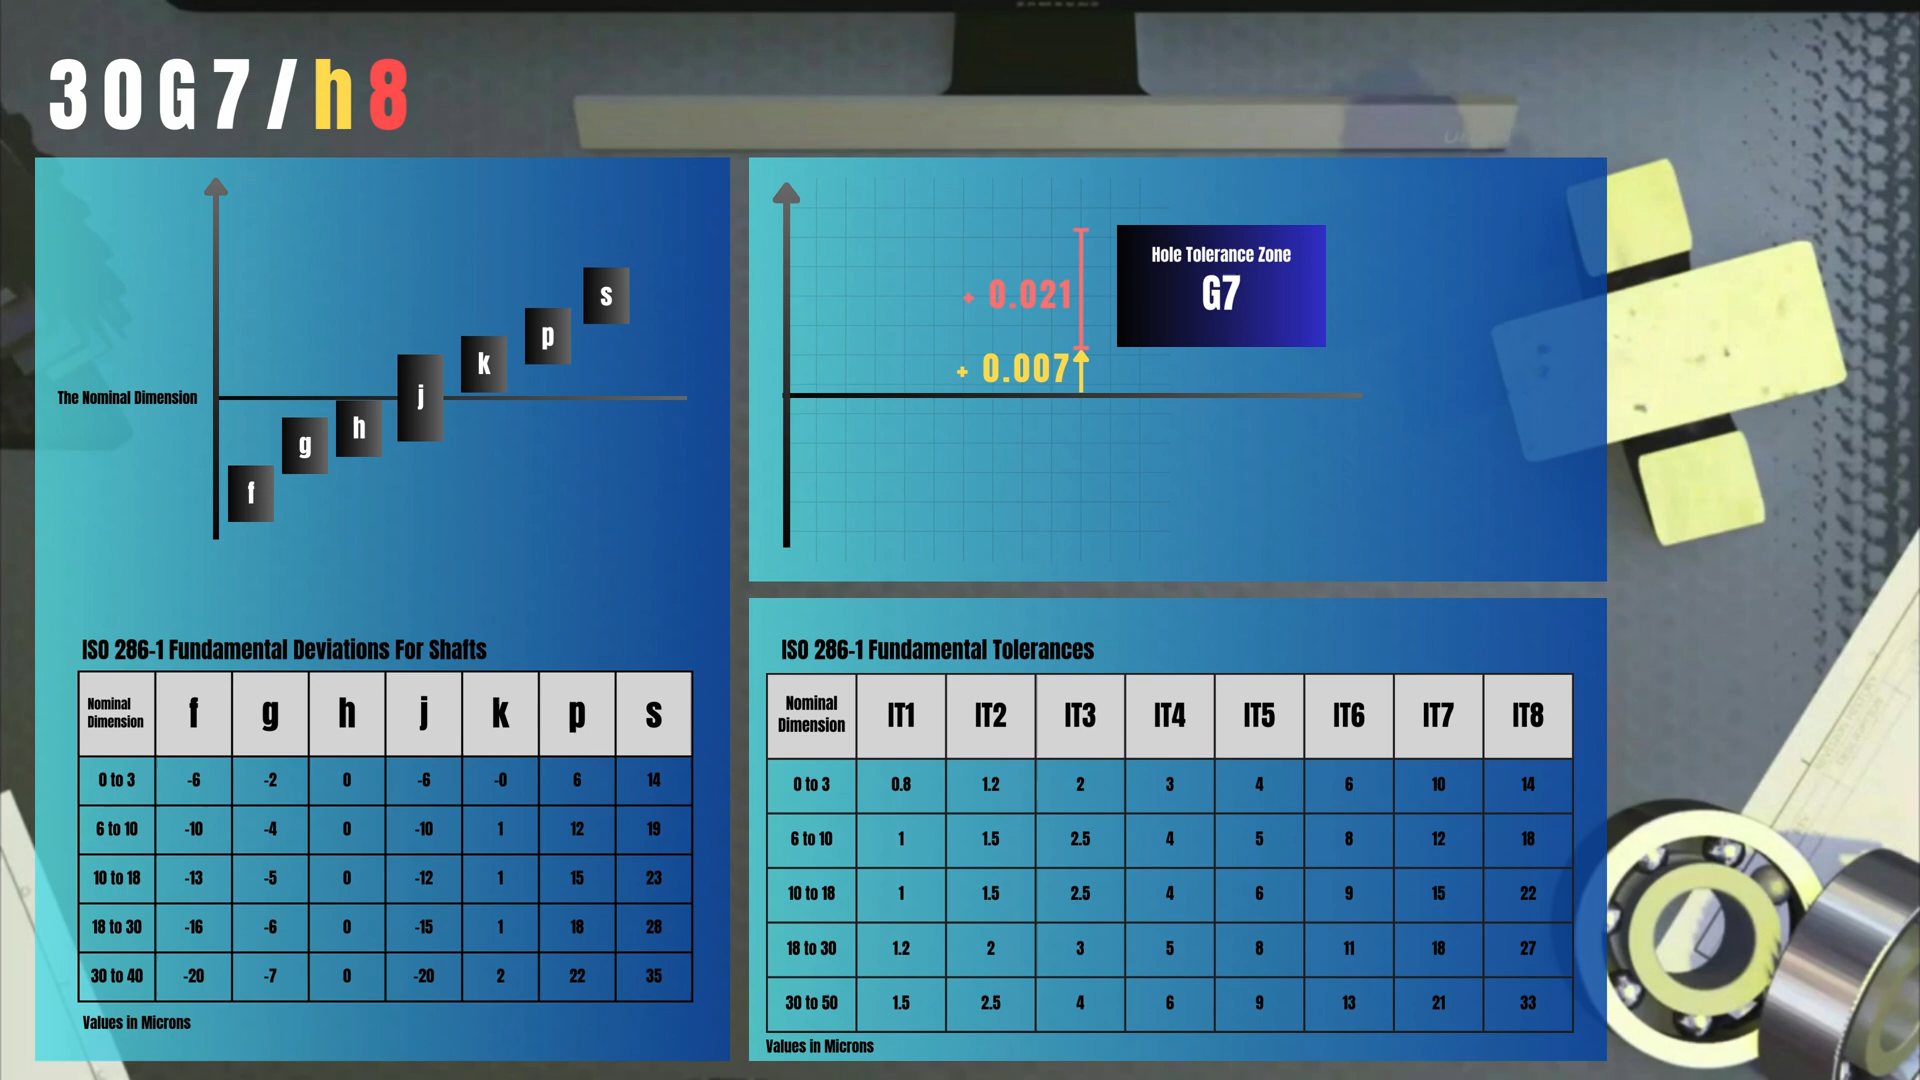 SAMSUNG
30G7/h8
s
p
k
j
The Nominal Dimension
h
g
f
Hole Tolerance Zone
G7
+ 0.021
+ 0.007
ISO 286-1 Fundamental Deviations For Shafts
Nominal Dimension f g h j k p s
0 to 3 -6 -2 0 -6 -0 6 14
6 to 10 -10 -4 0 -10 1 12 19
10 to 18 -13 -5 0 -12 1 15 23
18 to 30 -16 -6 0 -15 1 18 28
30 to 40 -20 -7 0 -20 2 22 35
Values in Microns
ISO 286-1 Fundamental Tolerances
Nominal Dimension IT1 IT2 IT3 IT4 IT5 IT6 IT7 IT8
0 to 3 0.8 1.2 2 3 4 6 10 14
6 to 10 1 1.5 2.5 4 5 8 12 18
10 to 18 1 1.5 2.5 4 6 9 15 22
18 to 30 1.2 2 3 5 8 11 18 27
30 to 50 1.5 2.5 4 6 9 13 21 33
Values in Microns